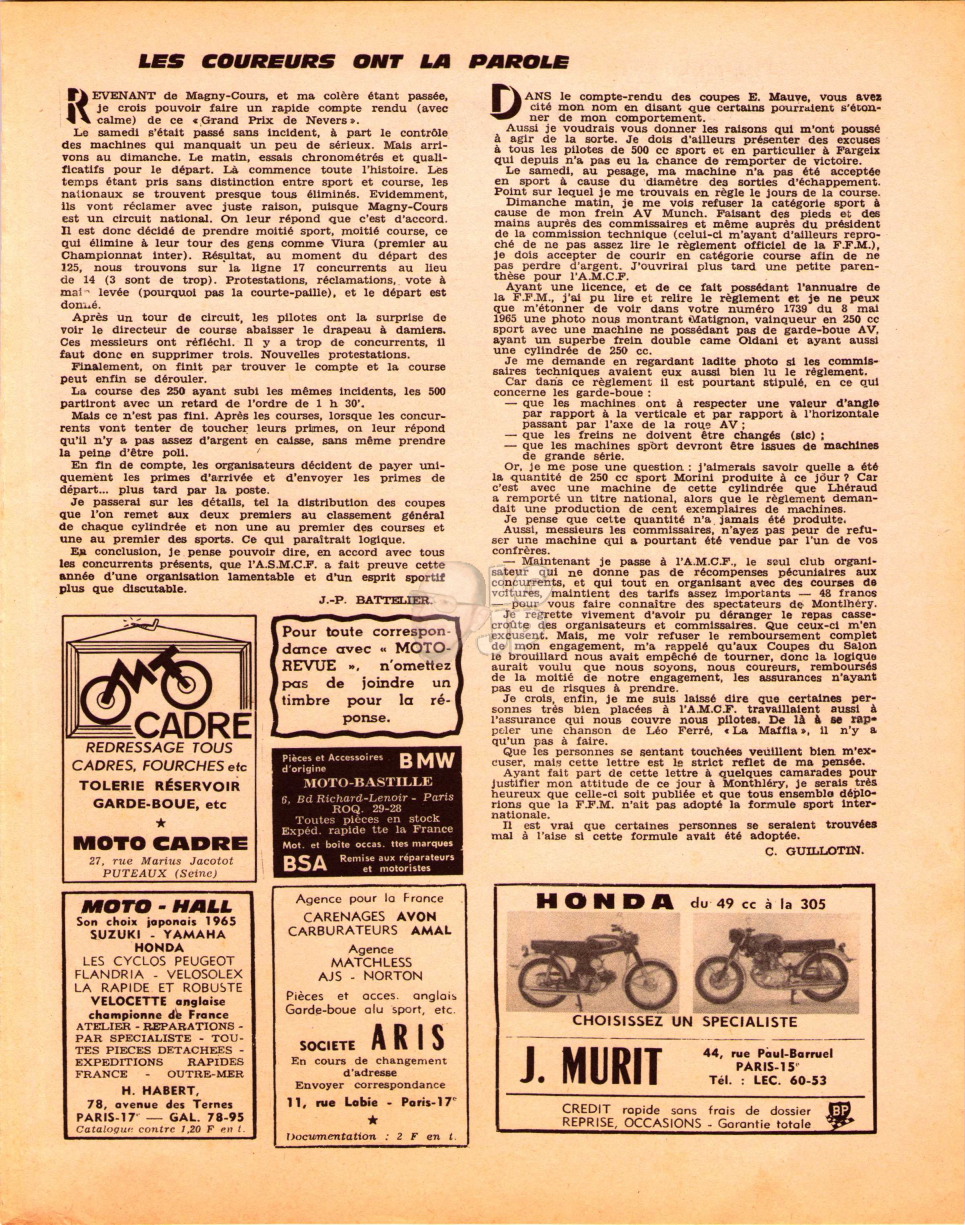 LES COUREURS ONT LA PAROLE
REVENANT de Magny-Cours, et ma colère étant passée,
je crois pouvoir faire un rapide compte rendu (avec
calme) de ce « Grand Prix de Nevers ».
Le samedi s'était passé sans incident, à part le contrôle
des machines qui manquait un peu de sérieux. Mais arri-
vons au dimanche. Le matin, essais chronométrés et quali-
ficatifs pour le départ. Là commence toute l'histoire. Les
temps étant pris sans distinction entre sport et course, les
nationaux se trouvent presque tous éliminés. Evidemment,
ils vont réclamer avec juste raison, puisque Magny-Cours
est un circuit national. On leur répond que c'est d'accord.
Il est donc décidé de prendre moitié sport, moitié course, ce
qui élimine à leur tour des gens comme Viura (premier au
Championnat inter). Résultat, au moment du départ des
125, nous trouvons sur la ligne 17 concurrents au lieu
de 14 (3 sont de trop). Protestations, réclamations, vote à
main levée (pourquoi pas la courte-paille), et le départ est
donné.
Après un tour de circuit, les pilotes ont la surprise de
voir le directeur de course abaisser le drapeau à damiers.
Ces messieurs ont réfléchi. Il y a trop de concurrents, il
faut donc en supprimer trois. Nouvelles protestations.
Finalement, on finit par trouver le compte et la course
peut enfin se dérouler.
La course des 250 ayant subi les mêmes incidents, les 500
partiront avec un retard de l'ordre de 1 h 30'.
Mais ce n'est pas fini. Après les courses, lorsque les concur-
rents vont tenter de toucher leurs primes, on leur répond
qu'il n'y a pas assez d'argent en caisse, sans même prendre
la peine d'être poli.
En fin de compte, les organisateurs décident de payer uni-
quement les primes d'arrivée et d'envoyer les primes de
départ... plus tard par la poste.
Je passerai sur les détails, tel la distribution des coupes
que l'on remet aux deux premiers au classement général
de chaque cylindrée et non une au premier des courses et
une au premier des sports. Ce qui paraîtrait logique.
En conclusion, je pense pouvoir dire, en accord avec tous
les concurrents présents, que l'A.S.M.C.F. a fait preuve cette
année d'une organisation lamentable et d'un esprit sportif
plus que discutable.
J.-P. BATTELIER.
DANS le compte-rendu des coupes E. Mauve, vous avez
cité mon nom en disant que certains pourraient s'éton-
ner de mon comportement.
Aussi je voudrais vous donner les raisons qui m'ont poussé
à agir de la sorte. Je dois d'ailleurs présenter des excuses
à tous les pilotes de 500 cc sport et en particulier à Fargeix
qui depuis n'a pas eu la chance de remporter de victoire.
Le samedi, au pesage, ma machine n'a pas été acceptée
en sport à cause du diamètre des sorties d'échappement.
Point sur lequel je me trouvais en règle le jours de la course.
Dimanche matin, je me vois refuser la catégorie sport à
cause de mon frein AV Munch. Faisant des pieds et des
mains auprès des commissaires et même auprès du président
de la commission technique (celui-ci m'ayant d'ailleurs repro-
ché de ne pas assez lire le règlement officiel de la F.F.M.),
je dois accepter de courir en catégorie course afin de ne
pas perdre d'argent. J'ouvrirai plus tard une petite paren-
thèse pour l'A.M.C.F.
Ayant une licence, et de ce fait possédant l'annuaire de
la F.F.M., j'ai pu lire et relire le règlement et je ne peux
que m'étonner de voir dans votre numéro 1739 du 8 mai
1965 une photo nous montrant Matignon, vainqueur en 250 cc
sport avec une machine ne possédant pas de garde-boue AV,
ayant un superbe frein double came Oldani et ayant aussi
une cylindrée de 250 cc.
Je me demande en regardant ladite photo si les commis-
saires techniques avaient eux aussi bien lu le règlement.
Car dans ce règlement il est pourtant stipulé, en ce qui
concerne les garde-boue :
— que les machines ont à respecter une valeur d'angle
par rapport à la verticale et par rapport à l'horizontale
passant par l'axe de la roue AV ;
— que les freins ne doivent être changés (sic) ;
— que les machines sport devront être issues de machines
de grande série.
Or, je me pose une question : j'aimerais savoir quelle a été
la quantité de 250 cc sport Morini produite à ce jour ? Car
c'est avec une machine de cette cylindrée que Lhéraud
a remporté un titre national, alors que le règlement deman-
dait une production de cent exemplaires de machines.
Je pense que cette quantité n'a jamais été produite.
Aussi, messieurs les commissaires, n'ayez pas peur de refu-
ser une machine qui a pourtant été vendue par l'un de vos
confrères.
— Maintenant je passe à l'A.M.C.F., le seul club organi-
sateur qui ne donne pas de récompenses pécuniaires aux
concurrents, et qui tout en organisant avec des courses de
voitures, maintient des tarifs assez importants — 48 francs
— pour vous faire connaître des spectateurs de Montlhéry.
Je regrette vivement d'avoir pu déranger le repas casse-
croûte des organisateurs et commissaires. Que ceux-ci m'en
excusent. Mais, me voir refuser le remboursement complet
de mon engagement, m'a rappelé qu'aux Coupes du Salon
le brouillard nous avait empêché de tourner, donc la logique
aurait voulu que nous soyons, nous coureurs, remboursés
de la moitié de notre engagement, les assurances n'ayant
pas eu de risques à prendre.
Je crois, enfin, je me suis laissé dire que certaines per-
sonnes très bien placées à l'A.M.C.F. travaillaient aussi à
l'assurance qui nous couvre nous pilotes. De là à se rap-
peler une chanson de Léo Ferré, « La Maffia », il n'y a
qu'un pas à faire.
Que les personnes se sentant touchées veuillent bien m'ex-
cuser, mais cette lettre est le strict reflet de ma pensée.
Ayant fait part de cette lettre à quelques camarades pour
justifier mon attitude de ce jour à Monthléry, je serais très
heureux que celle-ci soit publiée et que tous ensemble déplo-
rions que la F.F.M. n'ait pas adopté la formule sport inter-
nationale.
Il est vrai que certaines personnes se seraient trouvées
mal à l'aise si cette formule avait été adoptée.
C. GUILLOTIN.
MOTO
CADRE
REDRESSAGE TOUS
CADRES, FOURCHES etc
TOLERIE RÉSERVOIR
GARDE-BOUE, etc
★
MOTO CADRE
27, rue Marius Jacotot
PUTEAUX (Seine)
Pour toute correspon-
dance avec « MOTO-
REVUE », n'omettez
pas de joindre un
timbre pour la ré-
ponse.
Pièces et Accessoires
d'origine BMW
MOTO-BASTILLE
6, Bd Richard-Lenoir - Paris
ROQ. 29-28
Toutes pièces en stock
Expéd. rapide tte la France
Mot. et boîte occas. ttes marques
BSA Remise aux réparateurs
et motoristes
MOTO - HALL
Son choix japonais 1965
SUZUKI - YAMAHA
HONDA
LES CYCLOS PEUGEOT
FLANDRIA - VELOSOLEX
LA RAPIDE ET ROBUSTE
VELOCETTE anglaise
championne de France
ATELIER - REPARATIONS -
PAR SPECIALISTE - TOU-
TES PIECES DETACHEES -
EXPEDITIONS RAPIDES
FRANCE - OUTRE-MER
H. HABERT,
78, avenue des Ternes
PARIS-17e — GAL. 78-95
Catalogue contre 1,20 F en t.
Agence pour la France
CARENAGES AVON
CARBURATEURS AMAL
Agence
MATCHLESS
AJS - NORTON
Pièces et acces. anglais
Garde-boue alu sport, etc.
SOCIETE ARIS
En cours de changement
d'adresse
Envoyer correspondance
11, rue Labie - Paris-17e
★
Documentation : 2 F en t.
HONDA du 49 cc à la 305
CHOISISSEZ UN SPECIALISTE
J. MURIT
44, rue Paul-Barruel
PARIS-15e
Tél. : LEC. 60-53
CREDIT rapide sans frais de dossier
REPRISE, OCCASIONS - Garantie totale
BP